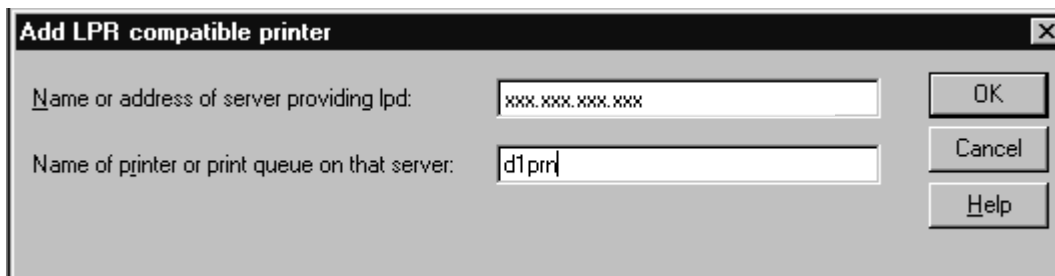 Add LPR compatible printer
Name or address of server providing lpd:
xxx.xxx.xxx.xxx
OK
Name of printer or print queue on that server:
d1prn
Cancel
Help